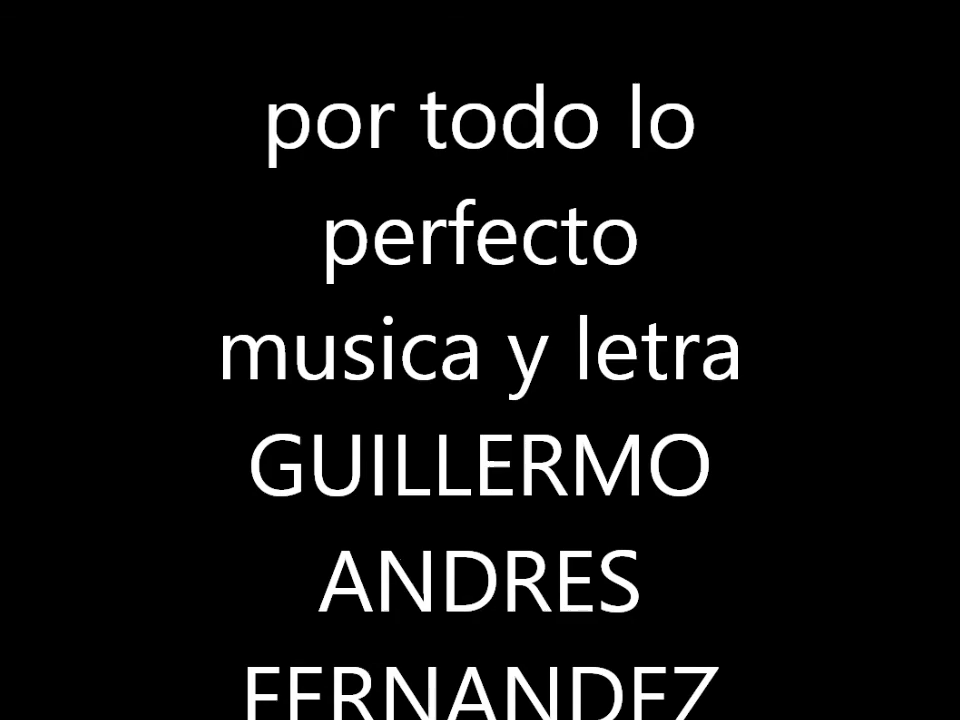 por todo lo
perfecto
musica y letra
GUILLERMO
ANDRES
FERNANDEZ